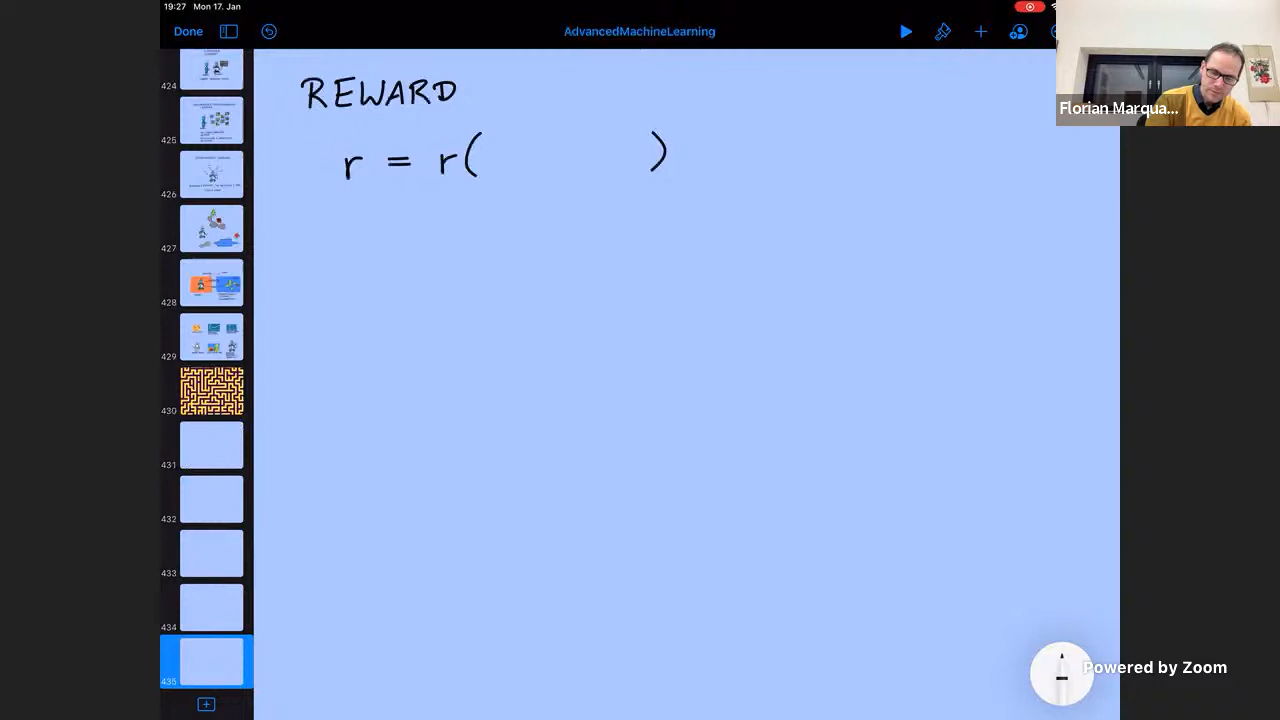 19:27 Mon 17. Jan
Done
AdvancedMachineLearning
Florian Marqua...
REWARD
r = r( )
424
425
426
427
428
429
430
431
432
433
434
435
Powered by Zoom